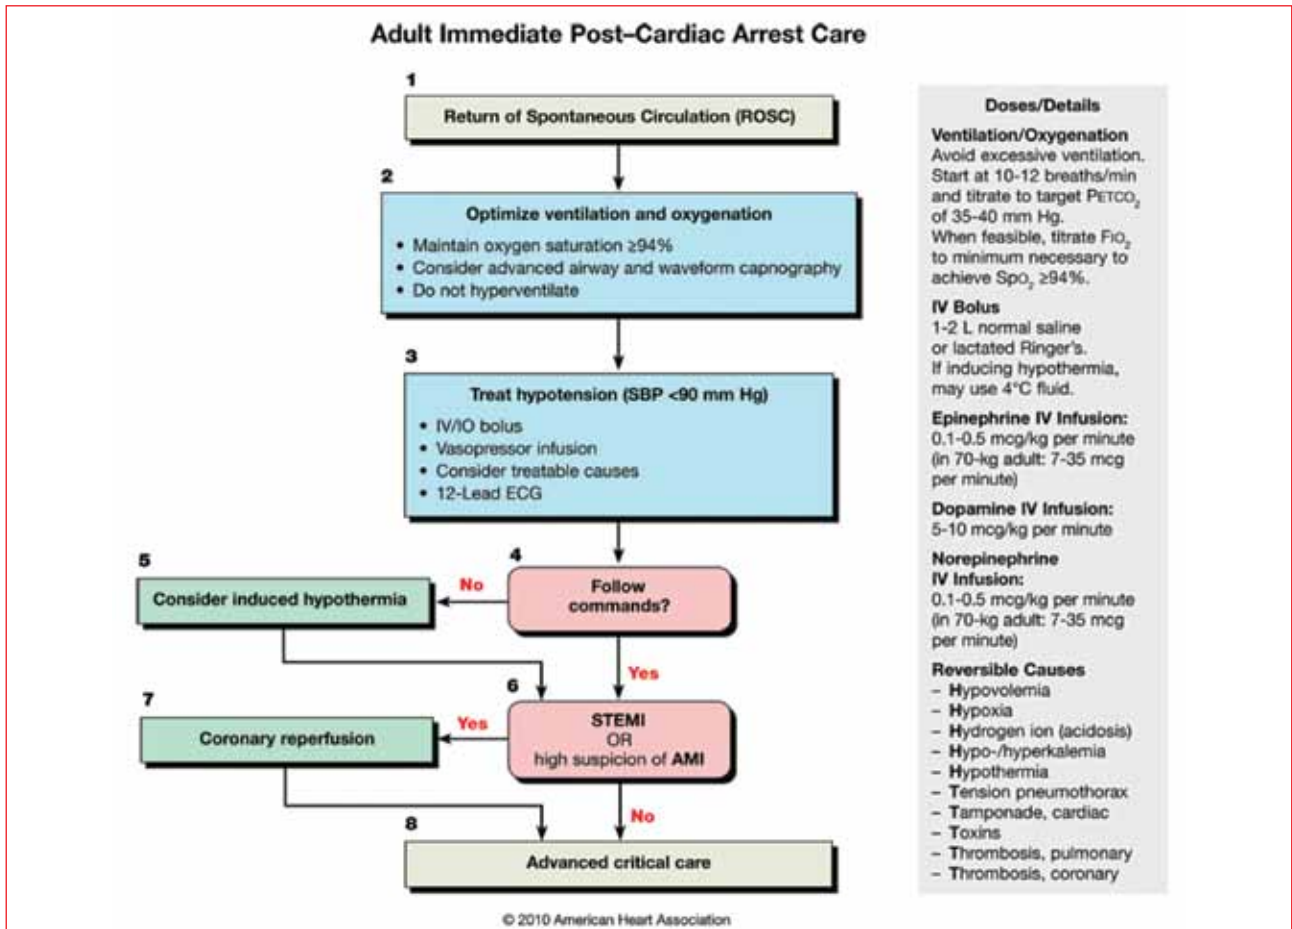 Adult Immediate Post–Cardiac Arrest Care
1
Return of Spontaneous Circulation (ROSC)
2
Optimize ventilation and oxygenation
• Maintain oxygen saturation ≥94%
• Consider advanced airway and waveform capnography
• Do not hyperventilate
3
Treat hypotension (SBP <90 mm Hg)
• IV/IO bolus
• Vasopressor infusion
• Consider treatable causes
• 12-Lead ECG
4
Follow
commands?
No
Yes
5
Consider induced hypothermia
6
STEMI
OR
high suspicion of AMI
Yes
No
7
Coronary reperfusion
8
Advanced critical care
Doses/Details
Ventilation/Oxygenation
Avoid excessive ventilation.
Start at 10-12 breaths/min
and titrate to target PETCO₂
of 35-40 mm Hg.
When feasible, titrate FIO₂
to minimum necessary to
achieve SpO₂ ≥94%.
IV Bolus
1-2 L normal saline
or lactated Ringer's.
If inducing hypothermia,
may use 4°C fluid.
Epinephrine IV Infusion:
0.1-0.5 mcg/kg per minute
(in 70-kg adult: 7-35 mcg
per minute)
Dopamine IV Infusion:
5-10 mcg/kg per minute
Norepinephrine
IV Infusion:
0.1-0.5 mcg/kg per minute
(in 70-kg adult: 7-35 mcg
per minute)
Reversible Causes
– Hypovolemia
– Hypoxia
– Hydrogen ion (acidosis)
– Hypo-/hyperkalemia
– Hypothermia
– Tension pneumothorax
– Tamponade, cardiac
– Toxins
– Thrombosis, pulmonary
– Thrombosis, coronary
© 2010 American Heart Association